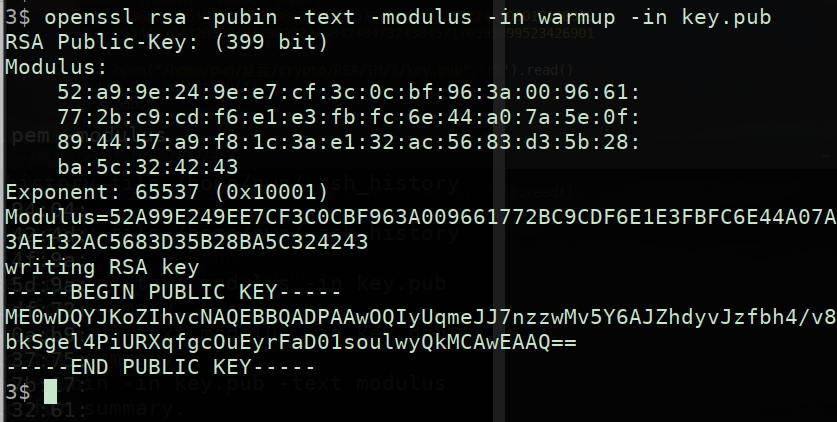 3$ openssl rsa -pubin -text -modulus -in warmup -in key.pub
RSA Public-Key: (399 bit)
Modulus:
52:a9:9e:24:9e:e7:cf:3c:0c:bf:96:3a:00:96:61:
77:2b:c9:cd:f6:e1:e3:fb:fc:6e:44:a0:7a:5e:0f:
89:44:57:a9:f8:1c:3a:e1:32:ac:56:83:d3:5b:28:
ba:5c:32:42:43
Exponent: 65537 (0x10001)
Modulus=52A99E249EE7CF3C0CBF963A009661772BC9CDF6E1E3FBFC6E44A07A
3AE132AC5683D35B28BA5C324243
writing RSA key
-----BEGIN PUBLIC KEY-----
ME0wDQYJKoZIhvcNAQEBBQADPAAwOQIyUqmeJJ7nzzwMv5Y6AJZhdyvJzfbh4/v8
bkSgel4PiURXqfgcOuEyrFaD01soulwyQkMCAwEAAQ==
-----END PUBLIC KEY-----
3$